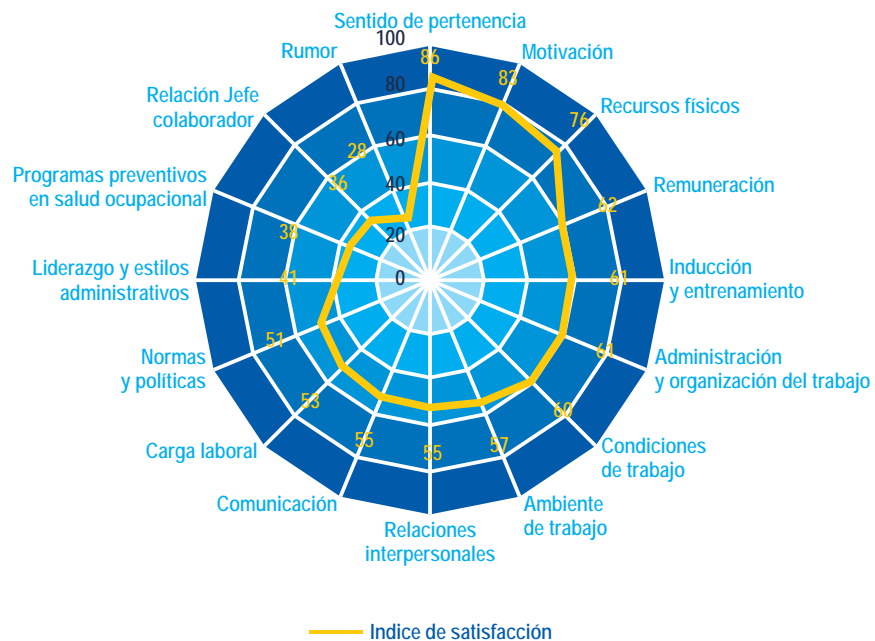 Sentido de pertenencia
100
Rumor
86
Motivación
83
80
Relación Jefe
colaborador
Recursos físicos
76
60
28
Programas preventivos
en salud ocupacional
36
40
Remuneración
62
38
20
Liderazgo y estilos
administrativos
41
0
61
Inducción
y entrenamiento
Normas
y políticas
51
61
Administración
y organización del trabajo
Carga laboral
53
60
Condiciones
de trabajo
55
55
57
Comunicación
Relaciones
interpersonales
Ambiente
de trabajo
Indice de satisfacción